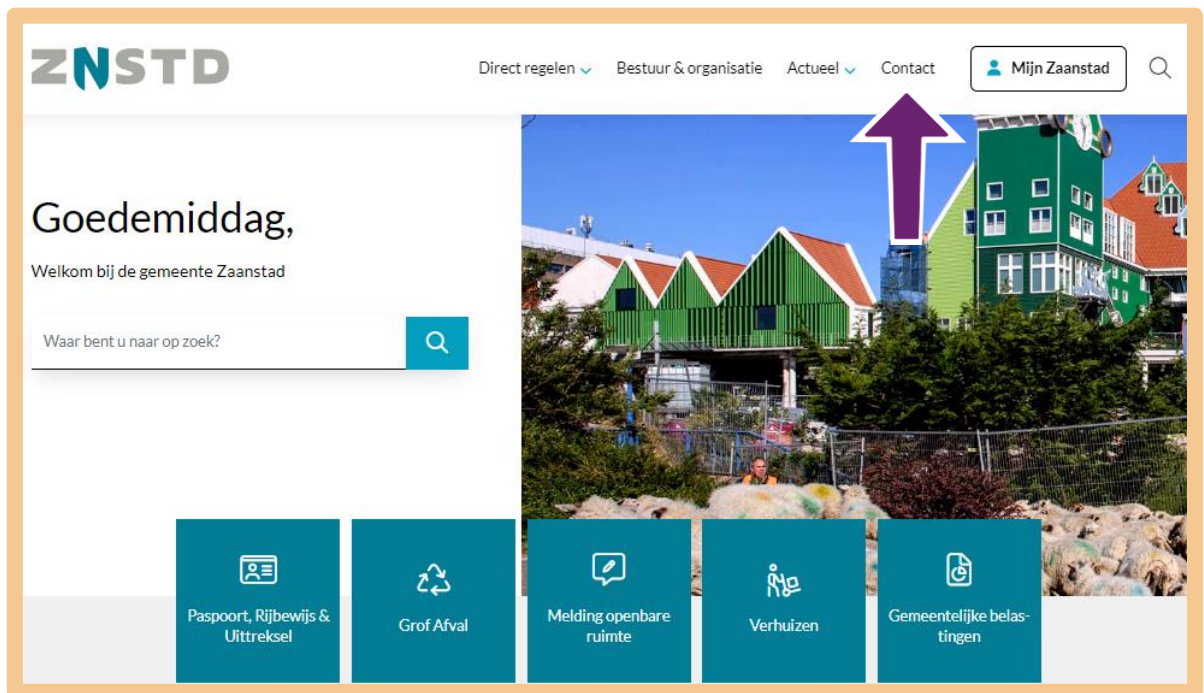 ZNSTD
Direct regelen Bestuur & organisatie Actueel Contact Mijn Zaanstad
Goedemiddag,
Welkom bij de gemeente Zaanstad
Waar bent u naar op zoek?
Paspoort, Rijbewijs &
Uittreksel
Grof Afval
Melding openbare
ruimte
Verhuizen
Gemeentelijke belas-
tingen